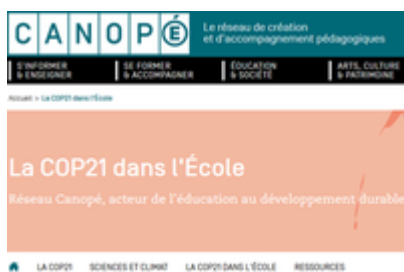 CANOPÉ
Le réseau de création
et d'accompagnement pédagogiques
S'INFORMER
& ENSEIGNER
SE FORMER
& ACCOMPAGNER
ÉDUCATION
& SOCIÉTÉ
ARTS, CULTURE
& PATRIMOINE
Accueil > La COP21 dans l'École
La COP21 dans l'École
Réseau Canopé, acteur de l'éducation au développement durable
LA COP21 SCIENCES ET CLIMAT LA COP21 DANS L'ÉCOLE RESSOURCES